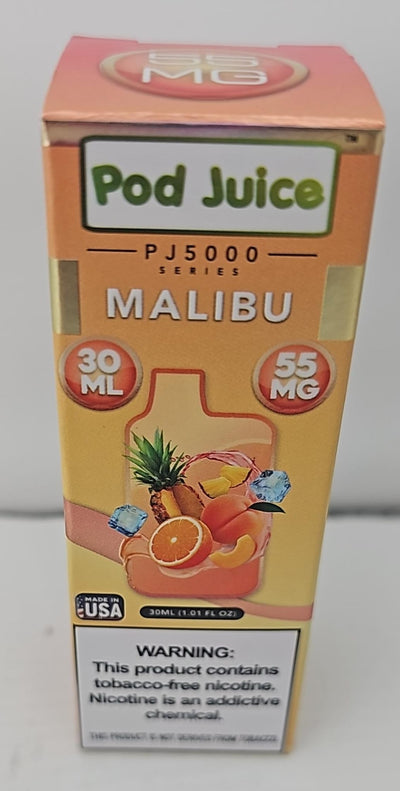 55
MG
™
Pod Juice
PJ5000
SERIES
MALIBU
30
ML
55
MG
MADE IN
USA
30ML (1.01 FL OZ)
WARNING:
This product contains
tobacco-free nicotine.
Nicotine is an addictive
chemical.
THIS PRODUCT IS NOT DERIVED FROM TOBACCO.